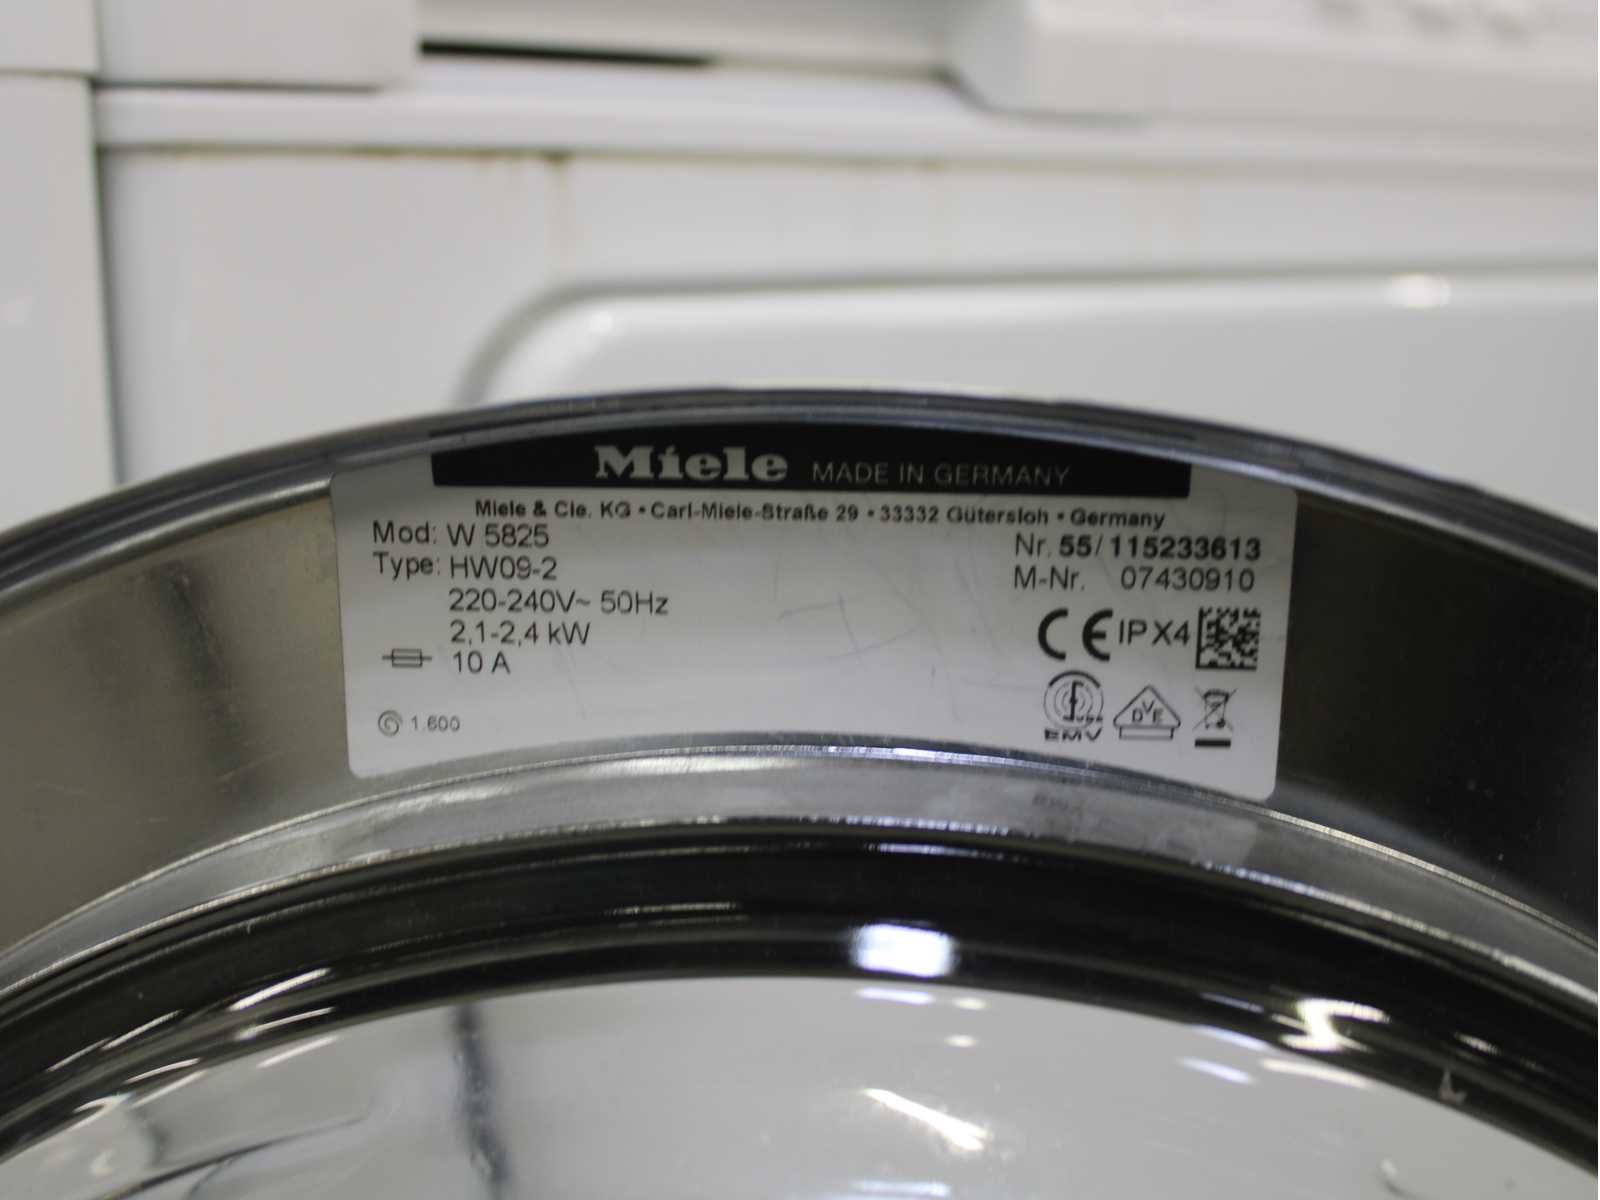 Miele MADE IN GERMANY
Miele & Cie. KG • Carl-Miele-Straße 29 • 33332 Gütersloh • Germany
Mod: W 5825
Nr. 55/115233613
Type: HW09-2
M-Nr. 07430910
220-240V~ 50Hz
2,1-2,4 kW
10 A
CE IPX4
1.600
DVE
EMV